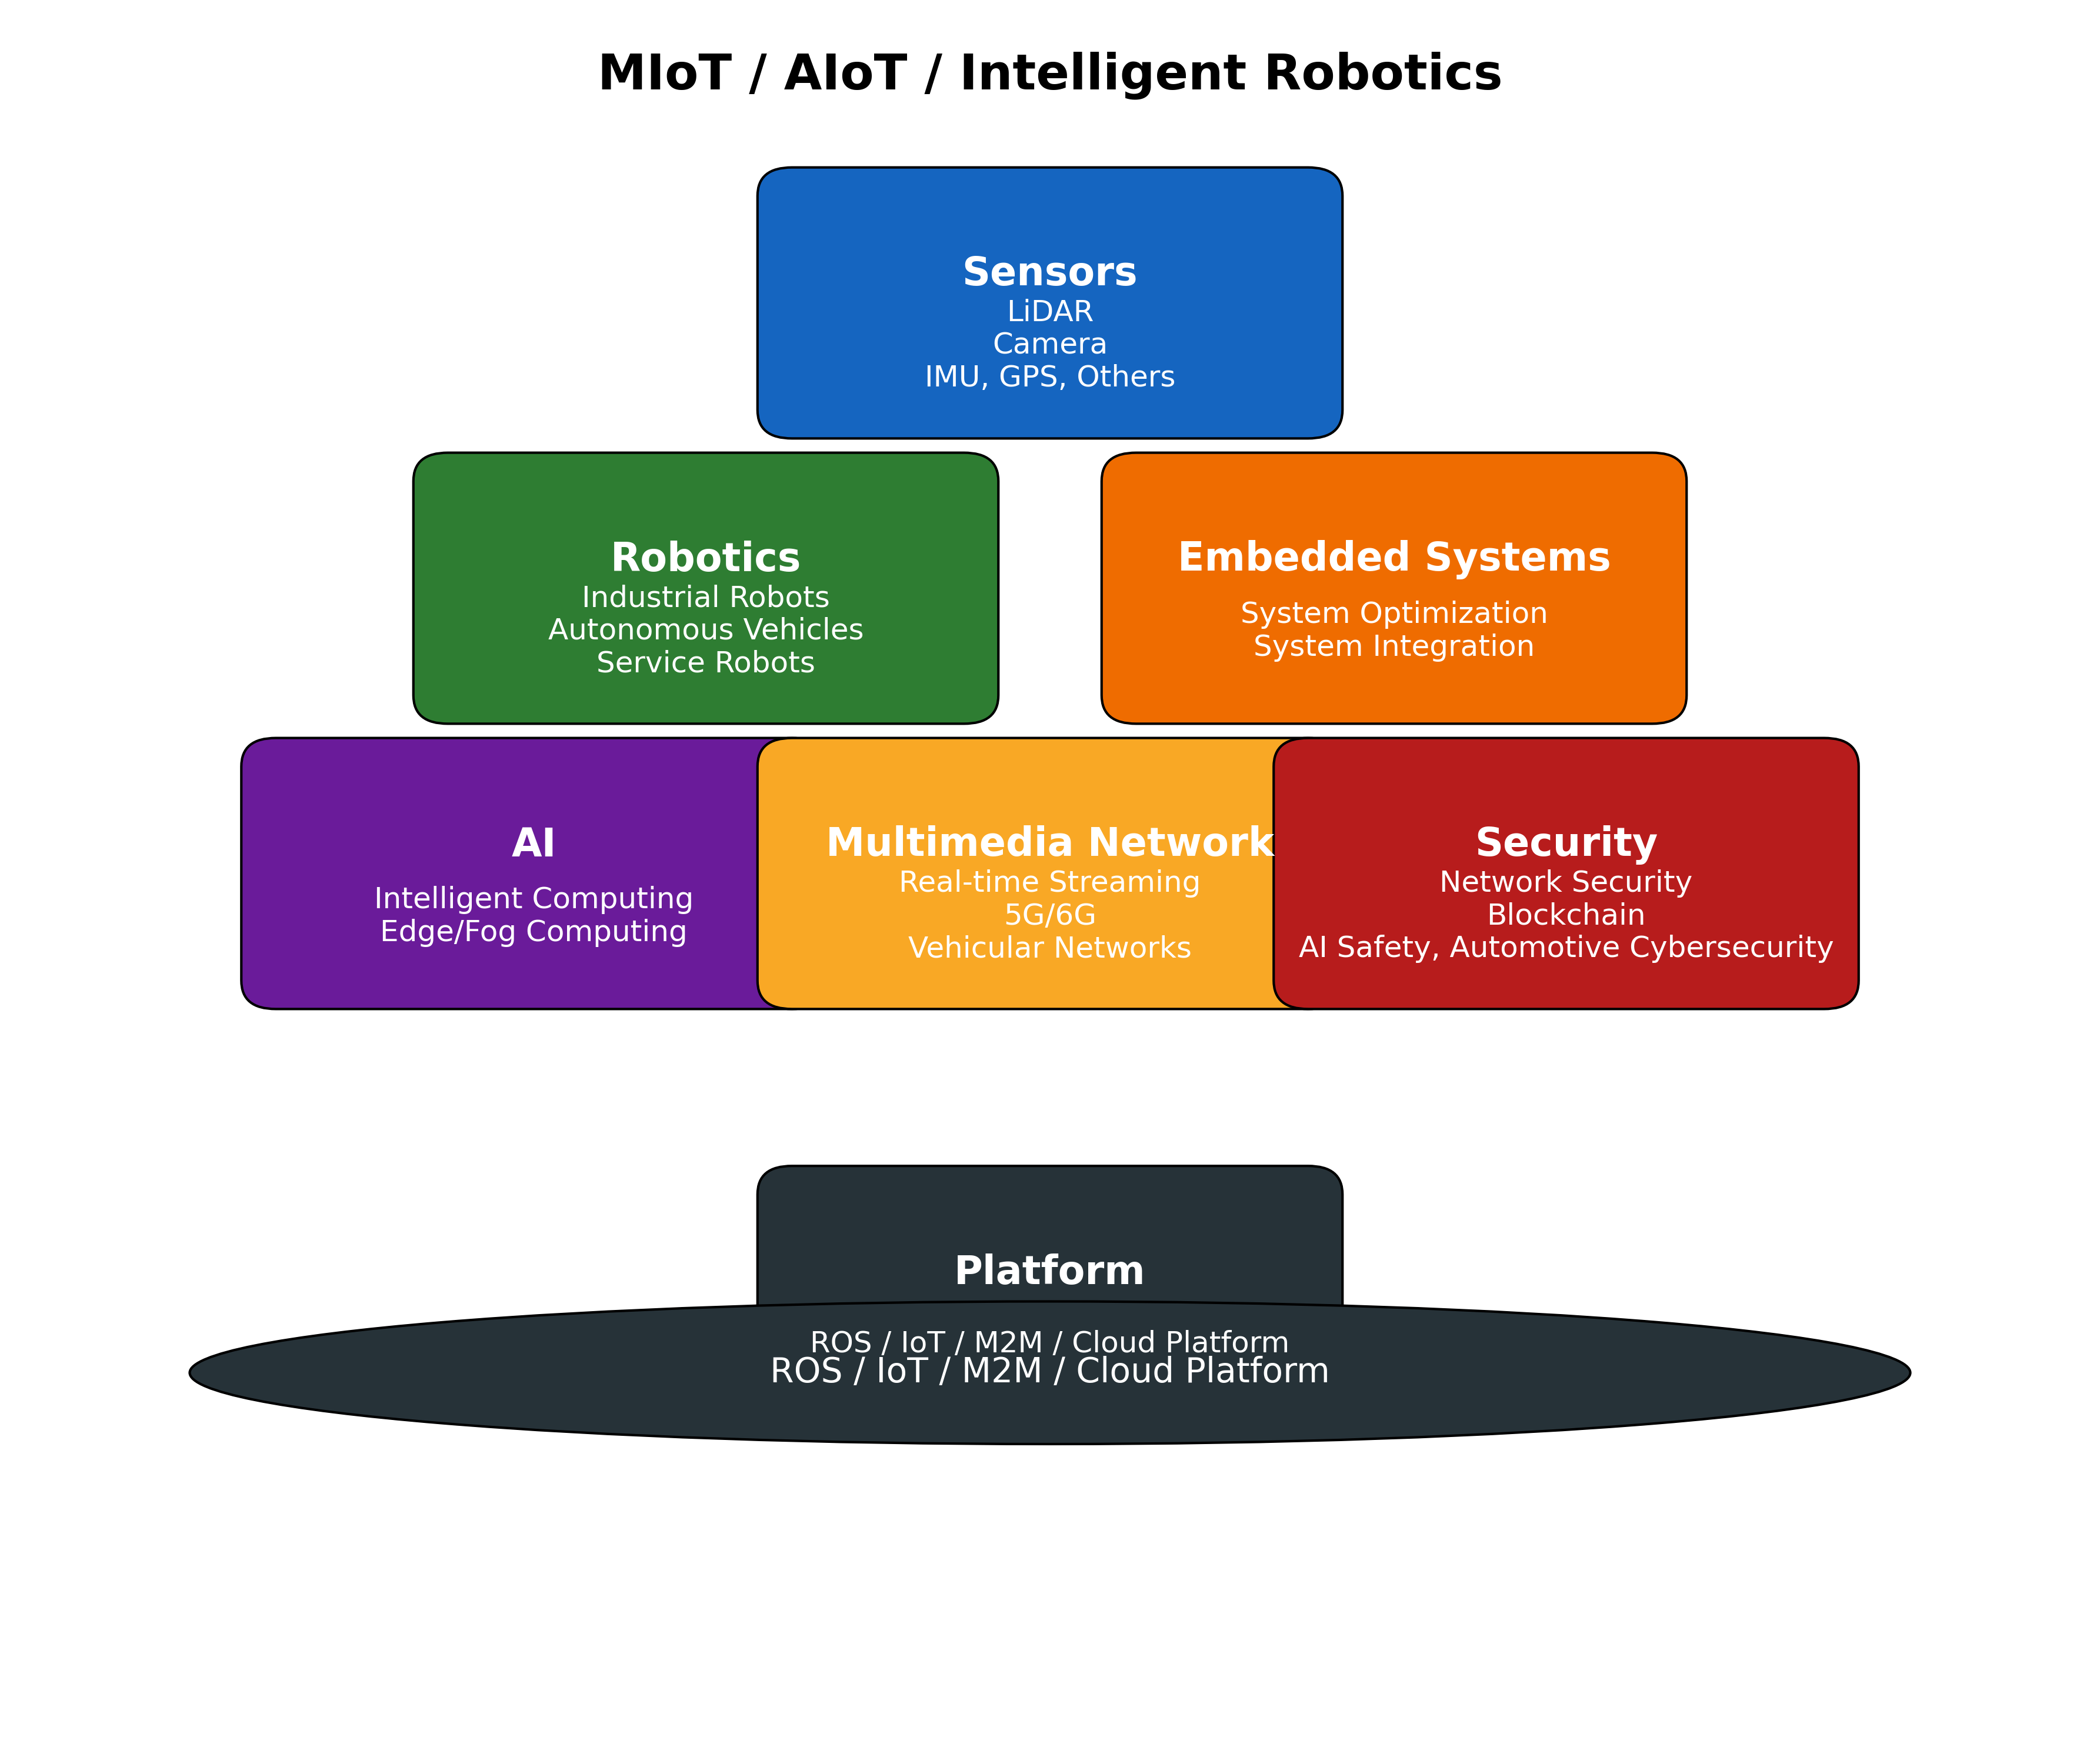 MIoT / AIoT / Intelligent Robotics
Sensors
LiDAR
Camera
IMU, GPS, Others
Robotics
Industrial Robots
Autonomous Vehicles
Service Robots
Embedded Systems
System Optimization
System Integration
AI
Intelligent Computing
Edge/Fog Computing
Multimedia Network
Real-time Streaming
5G/6G
Vehicular Networks
Security
Network Security
Blockchain
AI Safety, Automotive Cybersecurity
Platform
ROS / IoT / M2M / Cloud Platform
ROS / IoT / M2M / Cloud Platform